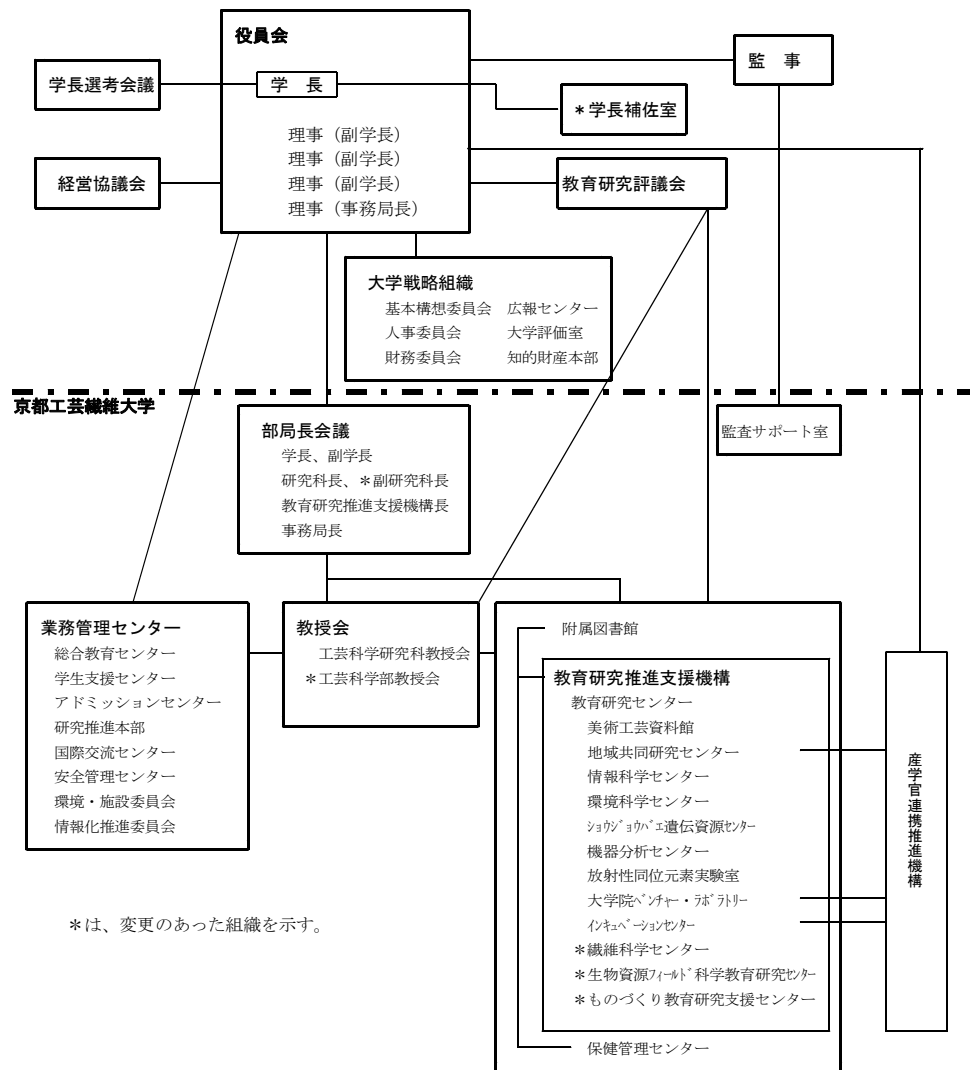 役員会
監　事
学長選考会議
学　長
＊学長補佐室
理事（副学長）
理事（副学長）
理事（副学長）
理事（事務局長）
経営協議会
教育研究評議会
大学戦略組織
基本構想委員会　広報センター
人事委員会　大学評価室
財務委員会　知的財産本部
京都工芸繊維大学
部局長会議
学長、副学長
研究科長、＊副研究科長
教育研究推進支援機構長
事務局長
監査サポート室
業務管理センター
総合教育センター
学生支援センター
アドミッションセンター
研究推進本部
国際交流センター
安全管理センター
環境・施設委員会
情報化推進委員会
教授会
工芸科学研究科教授会
＊工芸科学部教授会
附属図書館
教育研究推進支援機構
教育研究センター
美術工芸資料館
地域共同研究センター
情報科学センター
環境科学センター
ｼｮｳｼﾞｮｳﾊﾞｴ遺伝資源ｾﾝﾀｰ
機器分析センター
放射性同位元素実験室
大学院ﾍﾞﾝﾁｬｰ・ﾗﾎﾞﾗﾄﾘｰ
ｲﾝｷｭﾍﾞｰｼｮﾝｾﾝﾀｰ
＊繊維科学センター
＊生物資源ﾌｨｰﾙﾄﾞ科学教育研究ｾﾝﾀｰ
＊ものづくり教育研究支援センター
保健管理センター
産学官連携推進機構
＊は、変更のあった組織を示す。